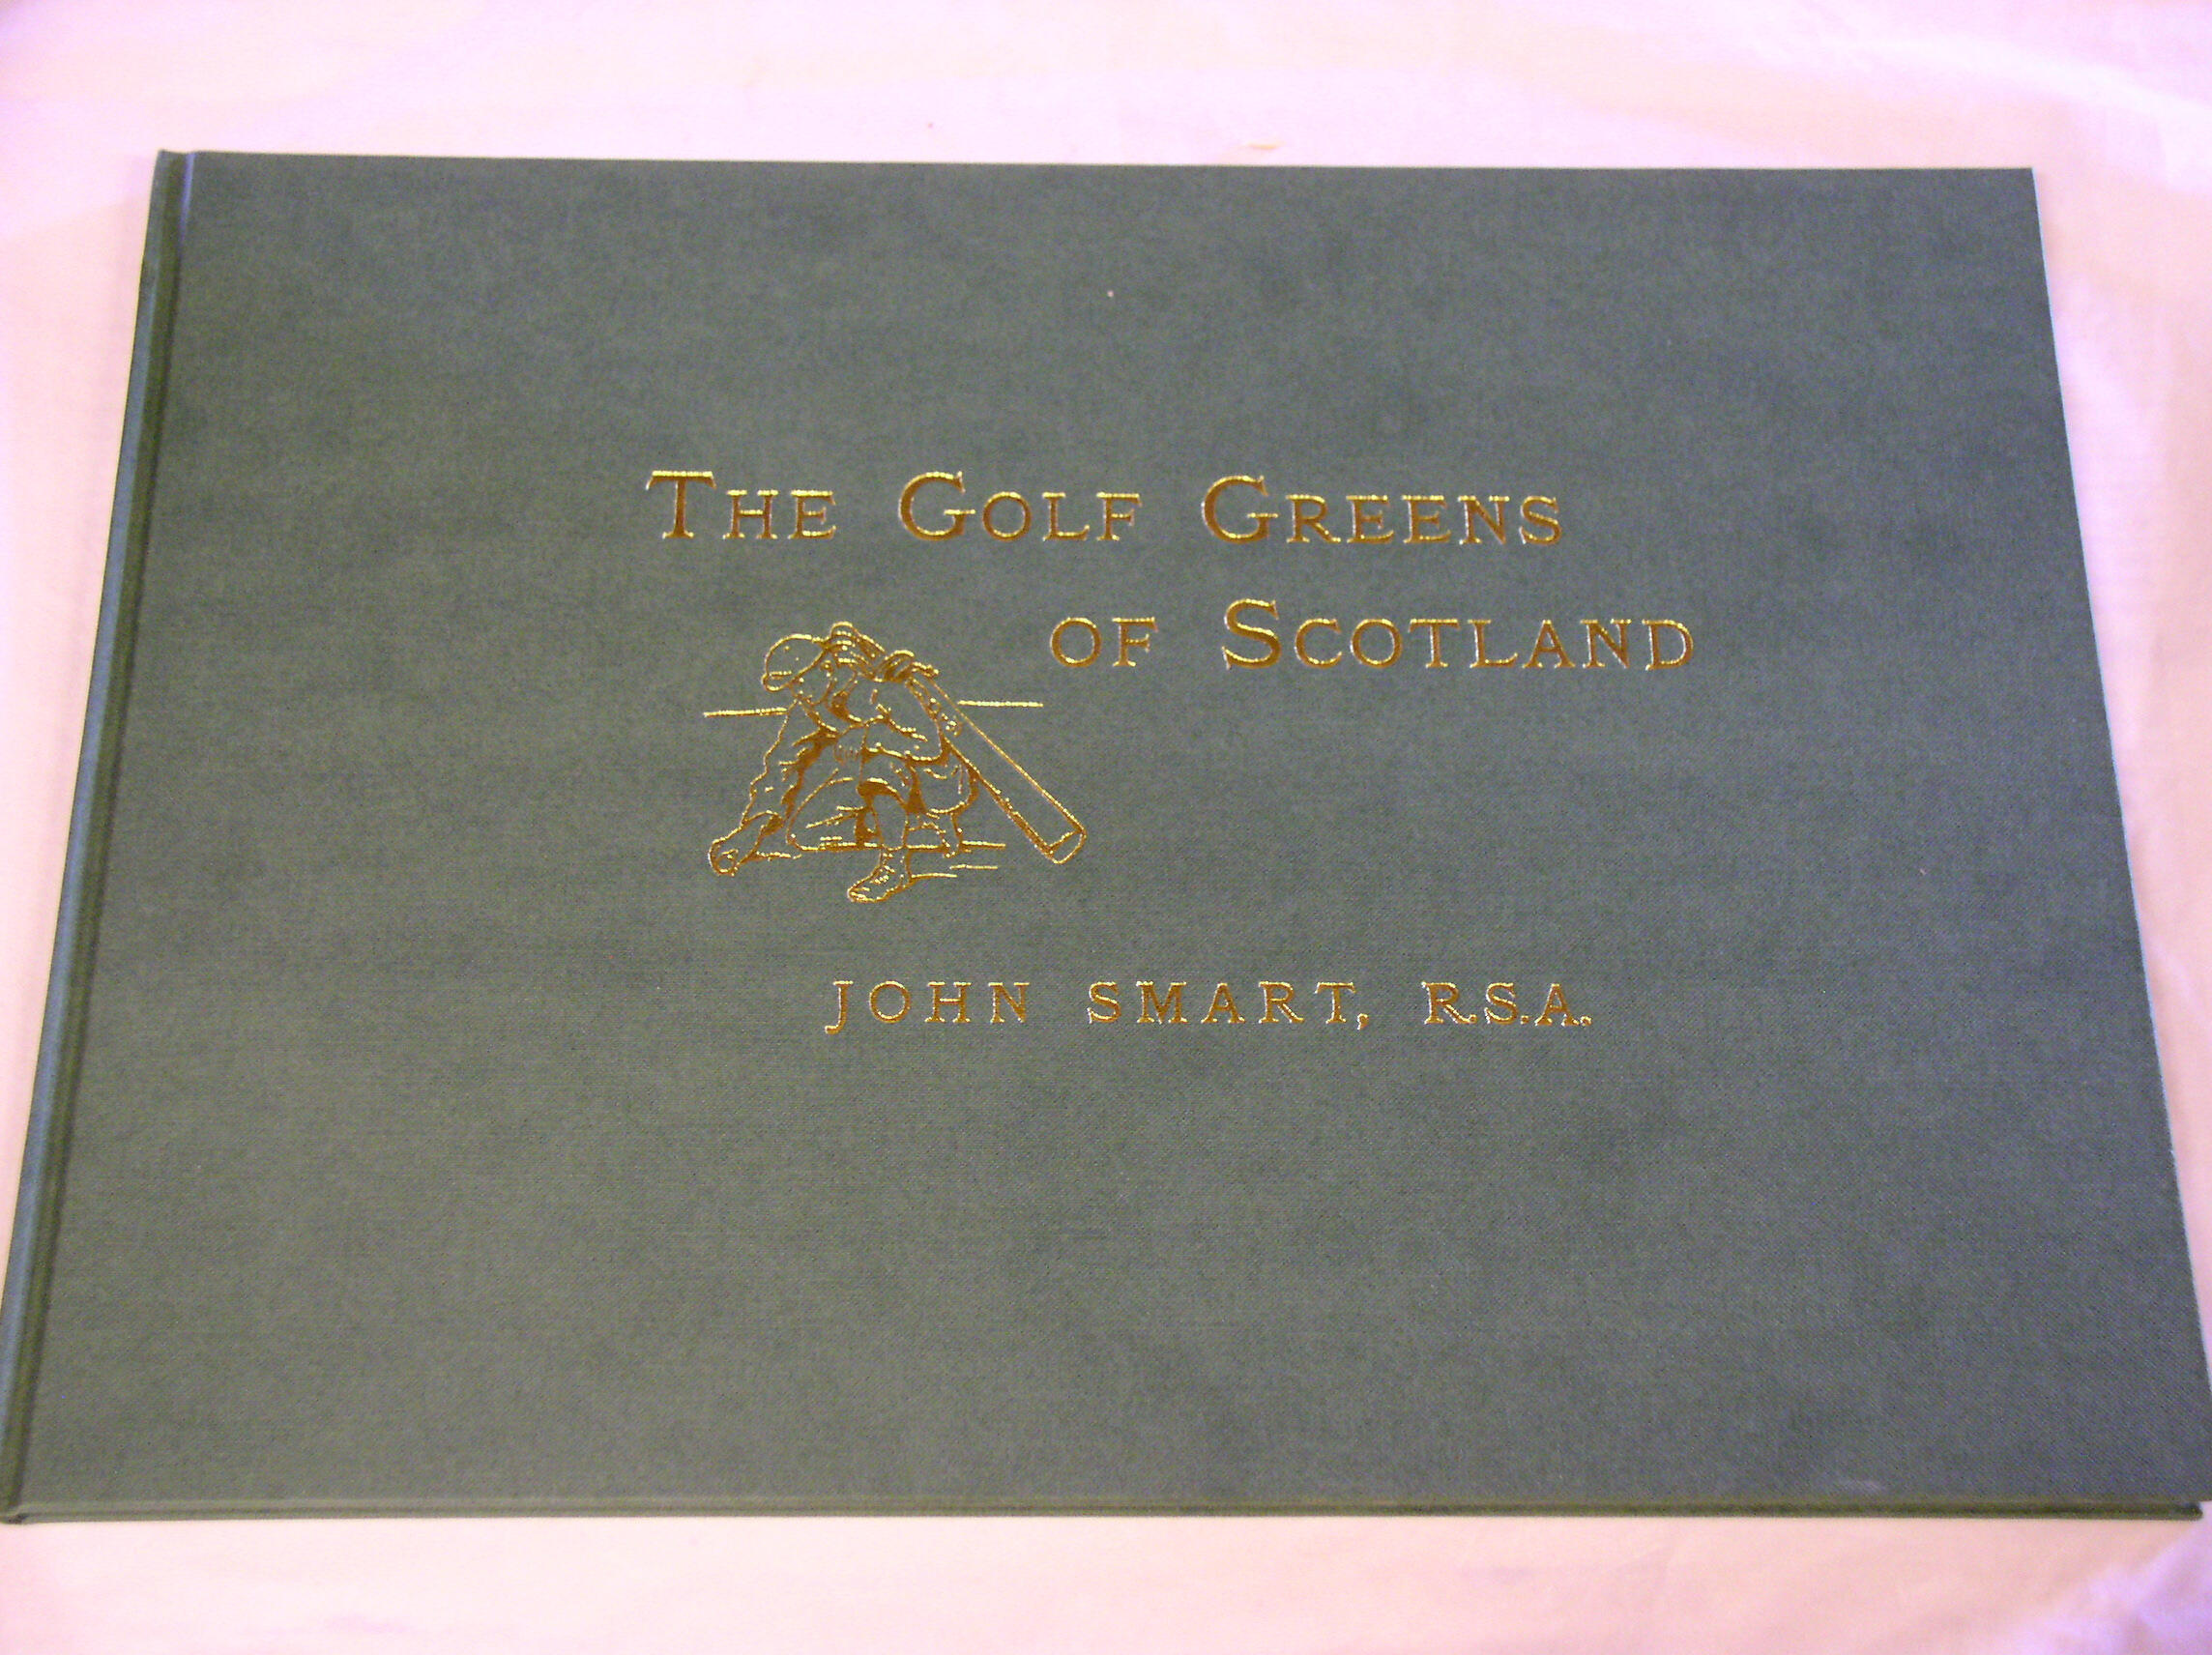 THE GOLF GREENS
OF SCOTLAND
JOHN SMART, R.S.A.